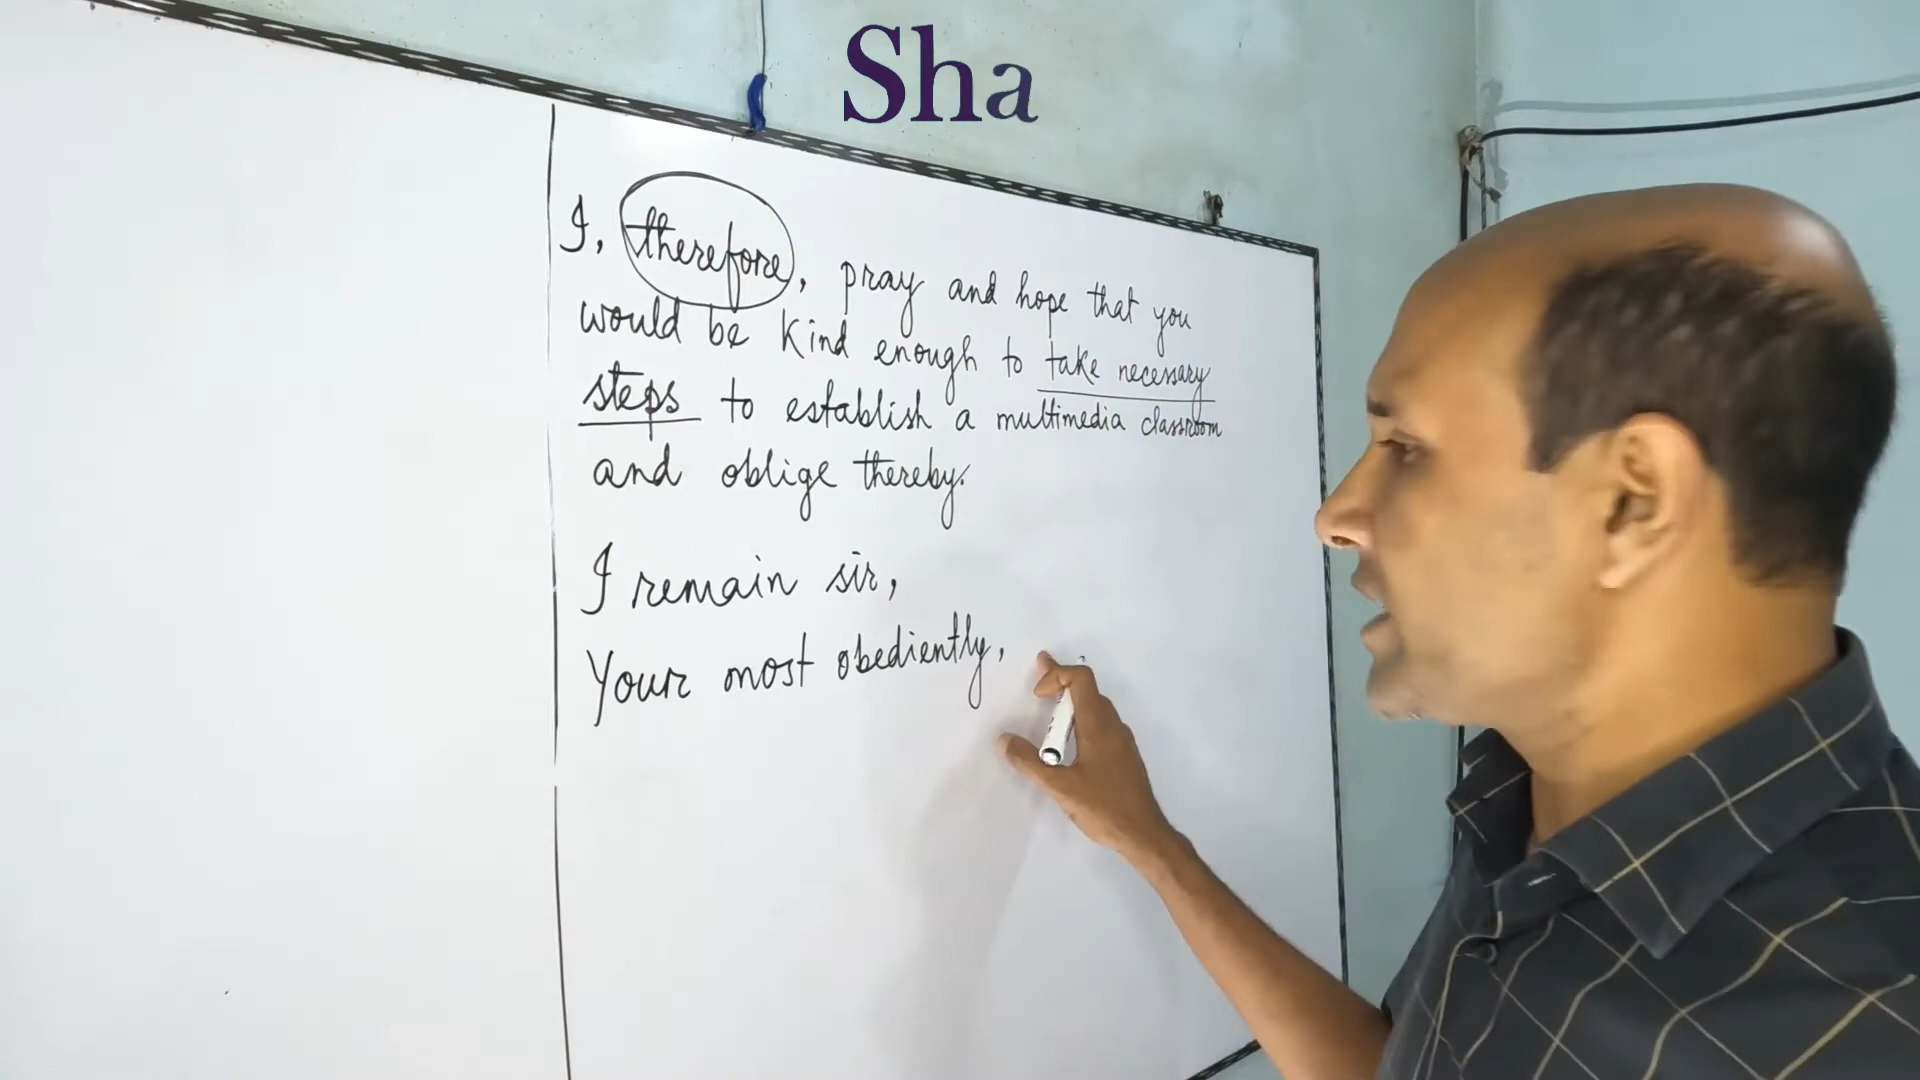 Sha
I, therefore, pray and hope that you
would be kind enough to take necessary
steps to establish a multimedia classroom
and oblige thereby.
I remain sir,
Your most obediently,